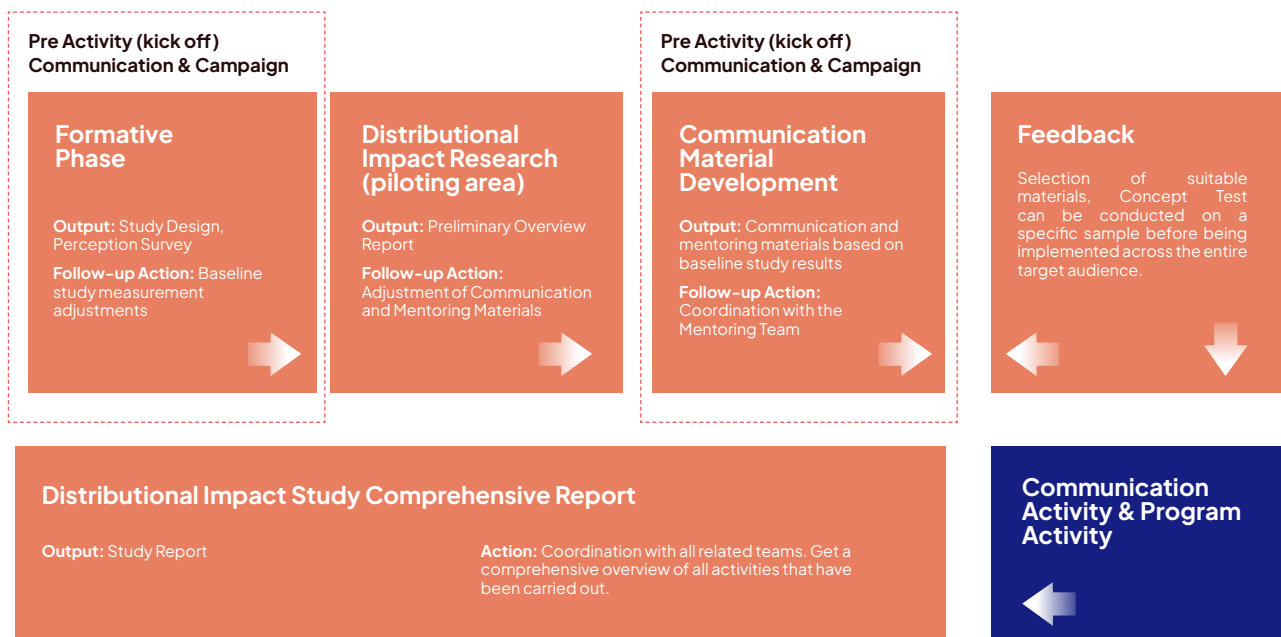 Pre Activity (kick off)
Communication & Campaign
Formative
Phase
Output: Study Design,
Perception Survey
Follow-up Action: Baseline
study measurement
adjustments
Distributional
Impact Research
(piloting area)
Output: Preliminary Overview
Report
Follow-up Action:
Adjustment of Communication
and Mentoring Materials
Pre Activity (kick off)
Communication & Campaign
Communication
Material
Development
Output: Communication and
mentoring materials based on
baseline study results
Follow-up Action:
Coordination with the
Mentoring Team
Feedback
Selection of suitable
materials, Concept Test
can be conducted on a
specific sample before being
implemented across the entire
target audience.
Distributional Impact Study Comprehensive Report
Output: Study Report
Action: Coordination with all related teams. Get a
comprehensive overview of all activities that have
been carried out.
Communication
Activity & Program
Activity